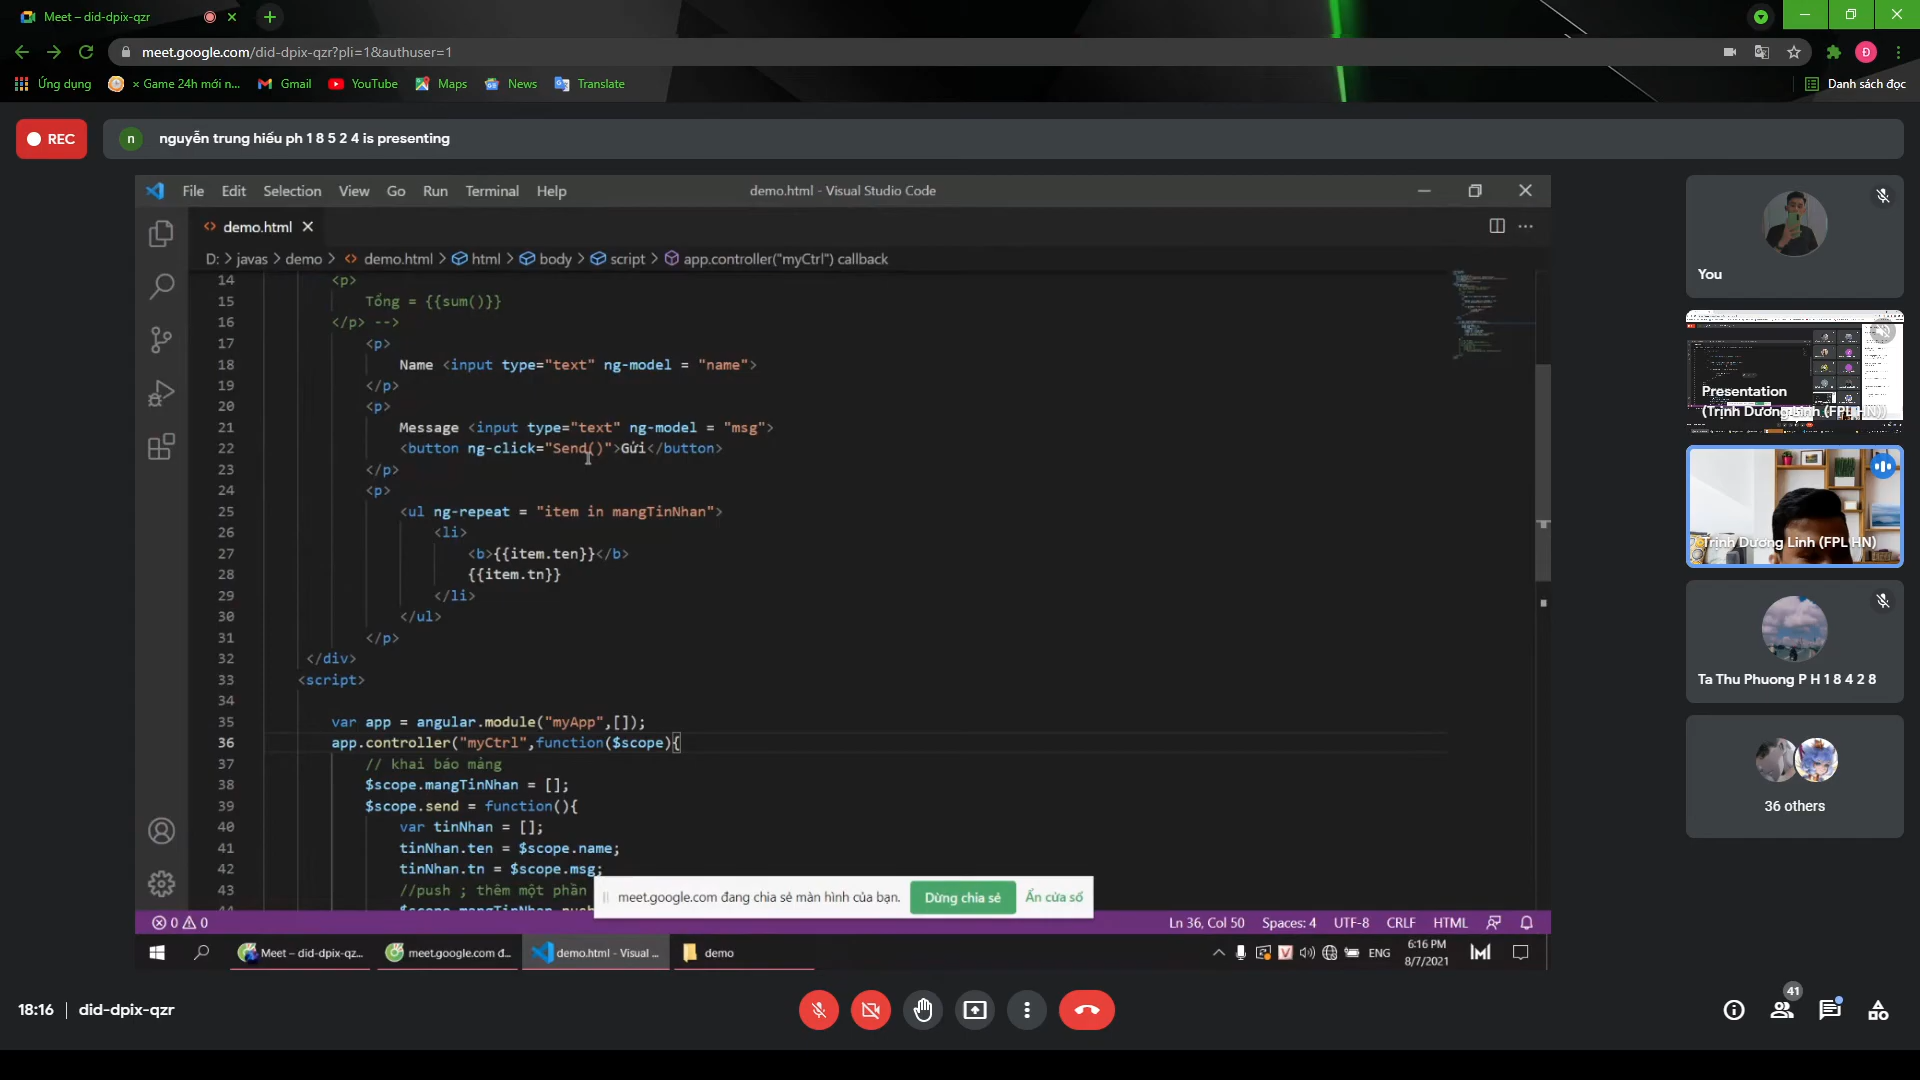 Meet – did-dpix-qzr
meet.google.com/did-dpix-qzr?pli=1&authuser=1
Đ
Ứng dụng
× Game 24h mới n...
Gmail
YouTube
Maps
News
Translate
Danh sách đọc
REC
n
nguyễn trung hiếu ph 1 8 5 2 4 is presenting
File Edit Selection View Go Run Terminal Help
demo.html - Visual Studio Code
demo.html
D: > javas > demo > demo.html > html > body > script > app.controller("myCtrl") callback
14 <p>
15 Tổng = {{sum()}}
16 </p> -->
17 <p>
18 Name <input type="text" ng-model = "name">
19 </p>
20 <p>
21 Message <input type="text" ng-model = "msg">
22 <button ng-click="Send()">Gửi</button>
23 </p>
24 <p>
25 <ul ng-repeat = "item in mangTinNhan">
26 <li>
27 <b>{{item.ten}}</b>
28 {{item.tn}}
29 </li>
30 </ul>
31 </p>
32 </div>
33 <script>
34
35 var app = angular.module("myApp",[]);
36 app.controller("myCtrl",function($scope){
37 // khai báo mảng
38 $scope.mangTinNhan = [];
39 $scope.send = function(){
40 var tinNhan = [];
41 tinNhan.ten = $scope.name;
42 tinNhan.tn = $scope.msg;
43 //push ; thêm một phần
meet.google.com đang chia sẻ màn hình của bạn.
Dừng chia sẻ
Ẩn cửa sổ
0 0
Ln 36, Col 50
Spaces: 4
UTF-8
CRLF
HTML
Meet – did-dpix-qz...
meet.google.com đ...
demo.html - Visual ...
demo
V
ENG
6:16 PM
8/7/2021
You
Presentation
(Trịnh Dương Linh (FPL HN))
Trịnh Dương Linh (FPL HN)
Ta Thu Phuong P H 1 8 4 2 8
36 others
18:16
did-dpix-qzr
41